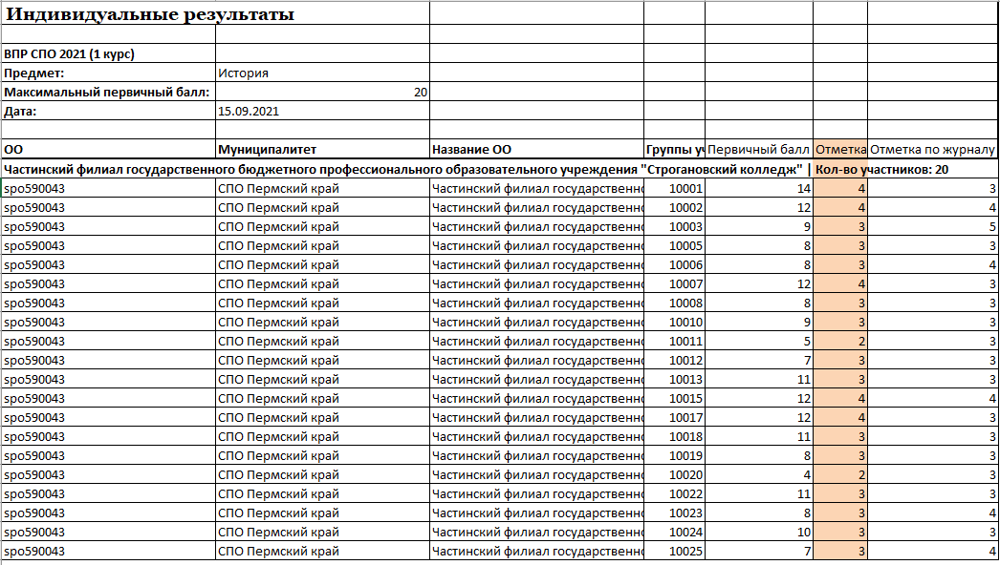 Индивидуальные результаты
ВПР СПО 2021 (1 курс)
Предмет: История
Максимальный первичный балл: 20
Дата: 15.09.2021
ОО Муниципалитет Название ОО Группы уч Первичный балл Отметка Отметка по журналу
Частинский филиал государственного бюджетного профессионального образовательного учреждения "Строгановский колледж" | Кол-во участников: 20
spo590043 СПО Пермский край Частинский филиал государственно 10001 14 4 3
spo590043 СПО Пермский край Частинский филиал государственно 10002 12 4 4
spo590043 СПО Пермский край Частинский филиал государственно 10003 9 3 5
spo590043 СПО Пермский край Частинский филиал государственно 10005 8 3 3
spo590043 СПО Пермский край Частинский филиал государственно 10006 8 3 4
spo590043 СПО Пермский край Частинский филиал государственно 10007 12 4 3
spo590043 СПО Пермский край Частинский филиал государственно 10008 8 3 3
spo590043 СПО Пермский край Частинский филиал государственно 10010 9 3 3
spo590043 СПО Пермский край Частинский филиал государственно 10011 5 2 3
spo590043 СПО Пермский край Частинский филиал государственно 10012 7 3 3
spo590043 СПО Пермский край Частинский филиал государственно 10013 11 3 3
spo590043 СПО Пермский край Частинский филиал государственно 10015 12 4 4
spo590043 СПО Пермский край Частинский филиал государственно 10017 12 4 3
spo590043 СПО Пермский край Частинский филиал государственно 10018 11 3 3
spo590043 СПО Пермский край Частинский филиал государственно 10019 8 3 3
spo590043 СПО Пермский край Частинский филиал государственно 10020 4 2 3
spo590043 СПО Пермский край Частинский филиал государственно 10022 11 3 3
spo590043 СПО Пермский край Частинский филиал государственно 10023 8 3 4
spo590043 СПО Пермский край Частинский филиал государственно 10024 10 3 3
spo590043 СПО Пермский край Частинский филиал государственно 10025 7 3 4